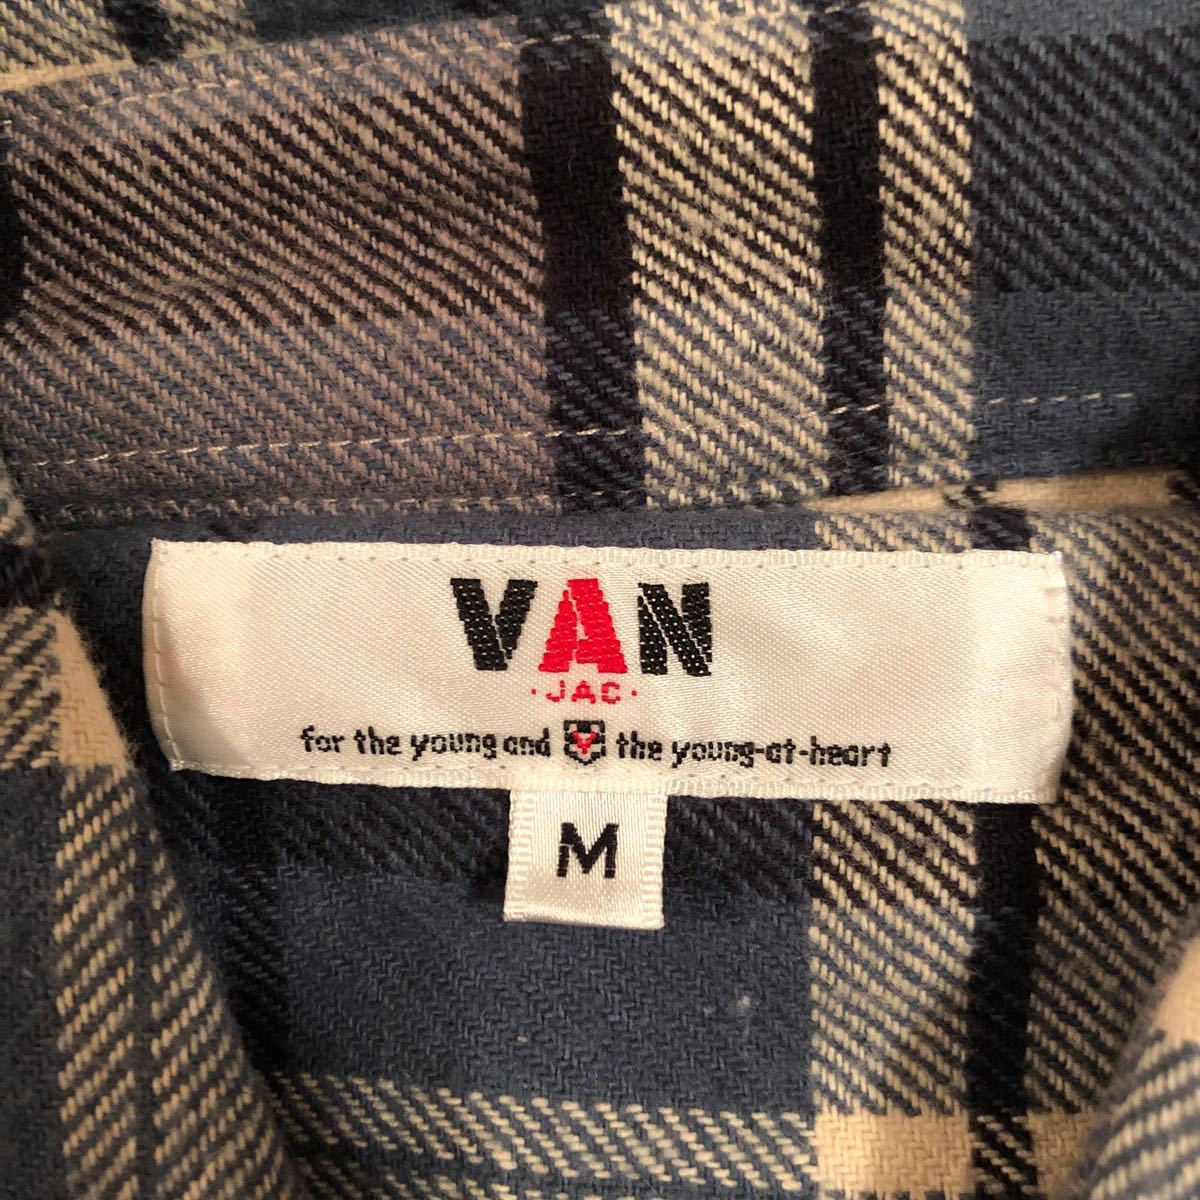 VAN
·JAC·
for the young and the young-at-heart
M